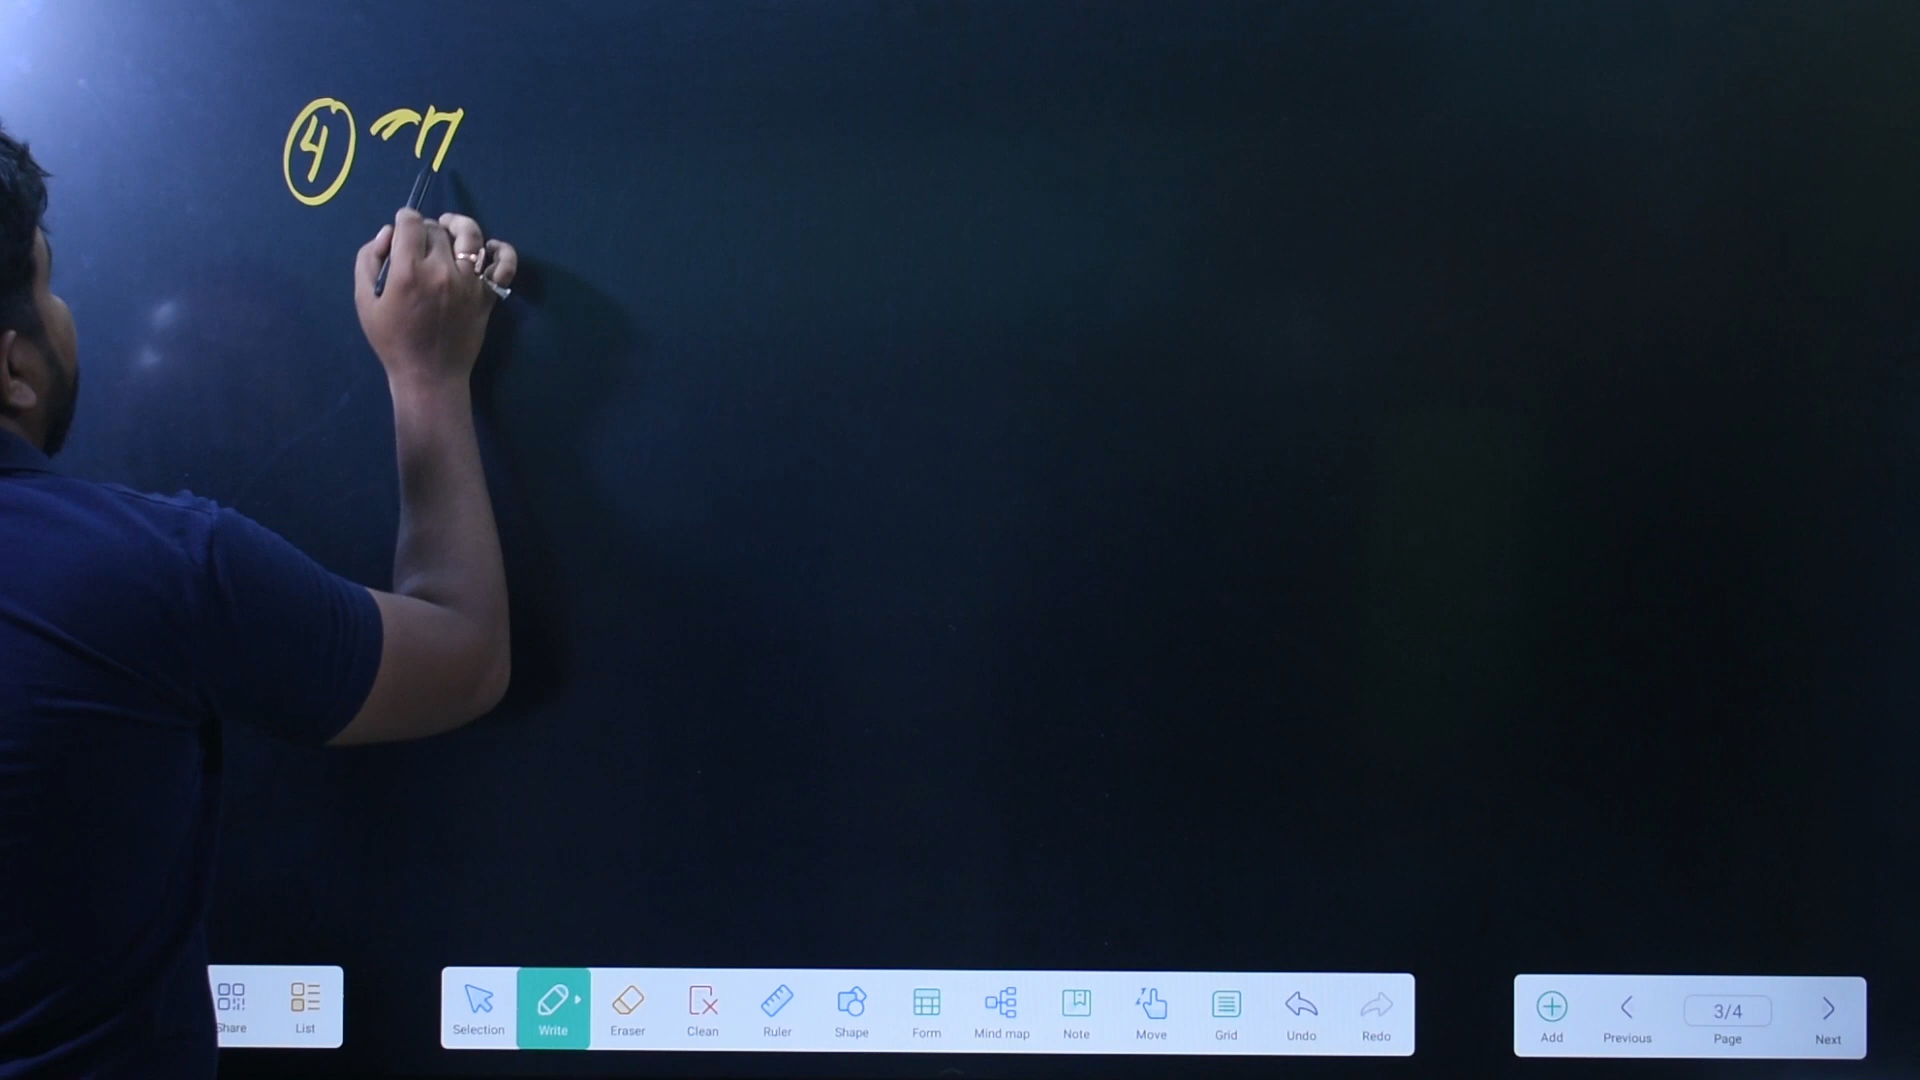 ④
Share List Selection Write Eraser Clean Ruler Shape Form Mind map Note Move Grid Undo Redo Add Previous 3/4 Page Next